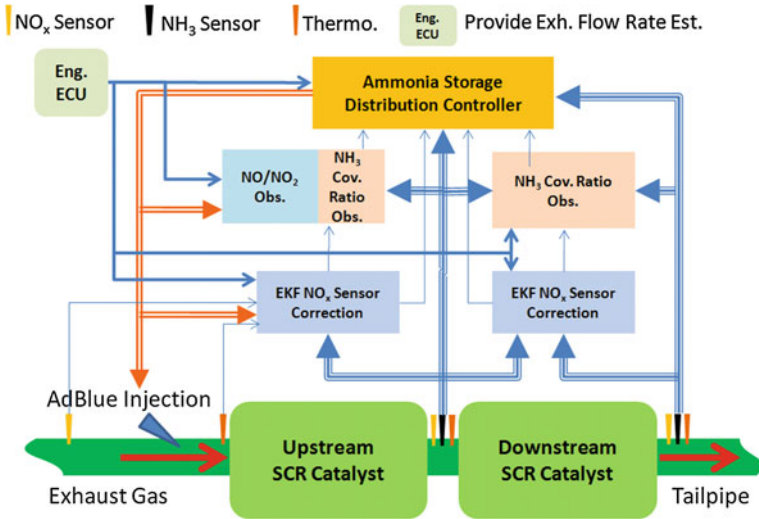 NOx Sensor
NH3 Sensor
Thermo.
Eng.
ECU
Provide Exh. Flow Rate Est.
Eng.
ECU
Ammonia Storage
Distribution Controller
NO/NO2
Obs.
NH3
Cov.
Ratio
Obs.
NH3 Cov. Ratio
Obs.
EKF NOx Sensor
Correction
EKF NOx Sensor
Correction
AdBlue Injection
Upstream
SCR Catalyst
Downstream
SCR Catalyst
Exhaust Gas
Tailpipe